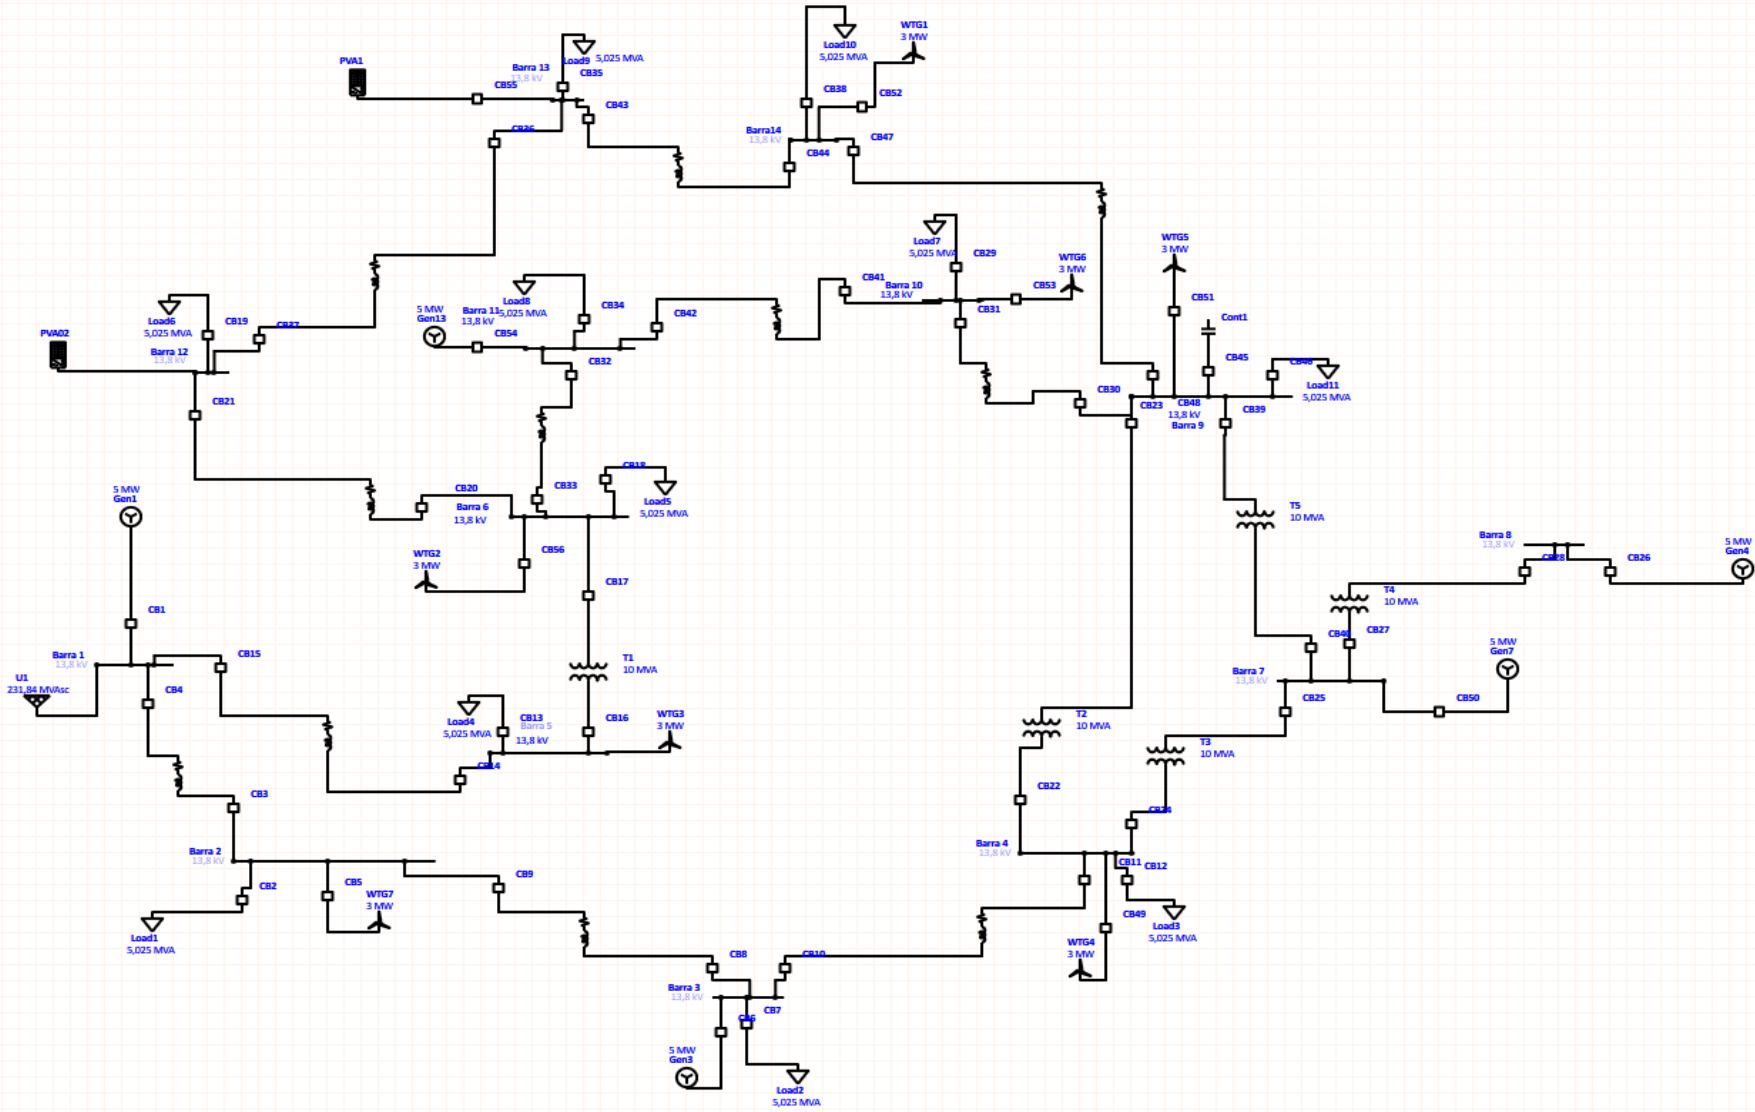 WTG1
3 MW
Load10
5,025 MVA
PVA1
Barra 13
13,8 kV
Load9
5,025 MVA
CB35
CB55
CB43
CB38
CB52
CB36
Barra14
13,8 kV
CB44
CB47
Load7
5,025 MVA
CB29
WTG6
3 MW
WTG5
3 MW
CB41
Barra 10
13,8 kV
CB53
CB31
CB51
Cont1
Load8
5,025 MVA
5 MW
Gen13
Barra 11
13,8 kV
CB34
CB42
CB54
CB32
Load6
5,025 MVA
CB19
CB37
PVA02
Barra 12
13,8 kV
CB21
CB45
CB46
Load11
5,025 MVA
CB30
CB23
CB48
13,8 kV
Barra 9
CB39
CB20
Barra 6
13,8 kV
CB33
CB18
Load5
5,025 MVA
5 MW
Gen1
T5
10 MVA
CB56
WTG2
3 MW
CB17
Barra 8
13,8 kV
CB28
CB26
5 MW
Gen4
T4
10 MVA
CB1
CB40
CB27
5 MW
Gen7
Barra 1
13,8 kV
CB15
T1
10 MVA
Barra 7
13,8 kV
U1
231,84 MVAsc
CB4
CB25
CB50
Load4
5,025 MVA
CB13
Barra 5
13,8 kV
CB16
WTG3
3 MW
T2
10 MVA
T3
10 MVA
CB14
CB3
CB22
CB24
Barra 2
13,8 kV
Barra 4
13,8 kV
CB11
CB12
CB2
CB5
WTG7
3 MW
CB9
CB49
Load3
5,025 MVA
Load1
5,025 MVA
WTG4
3 MW
CB8
CB10
Barra 3
13,8 kV
CB6
CB7
5 MW
Gen3
Load2
5,025 MVA